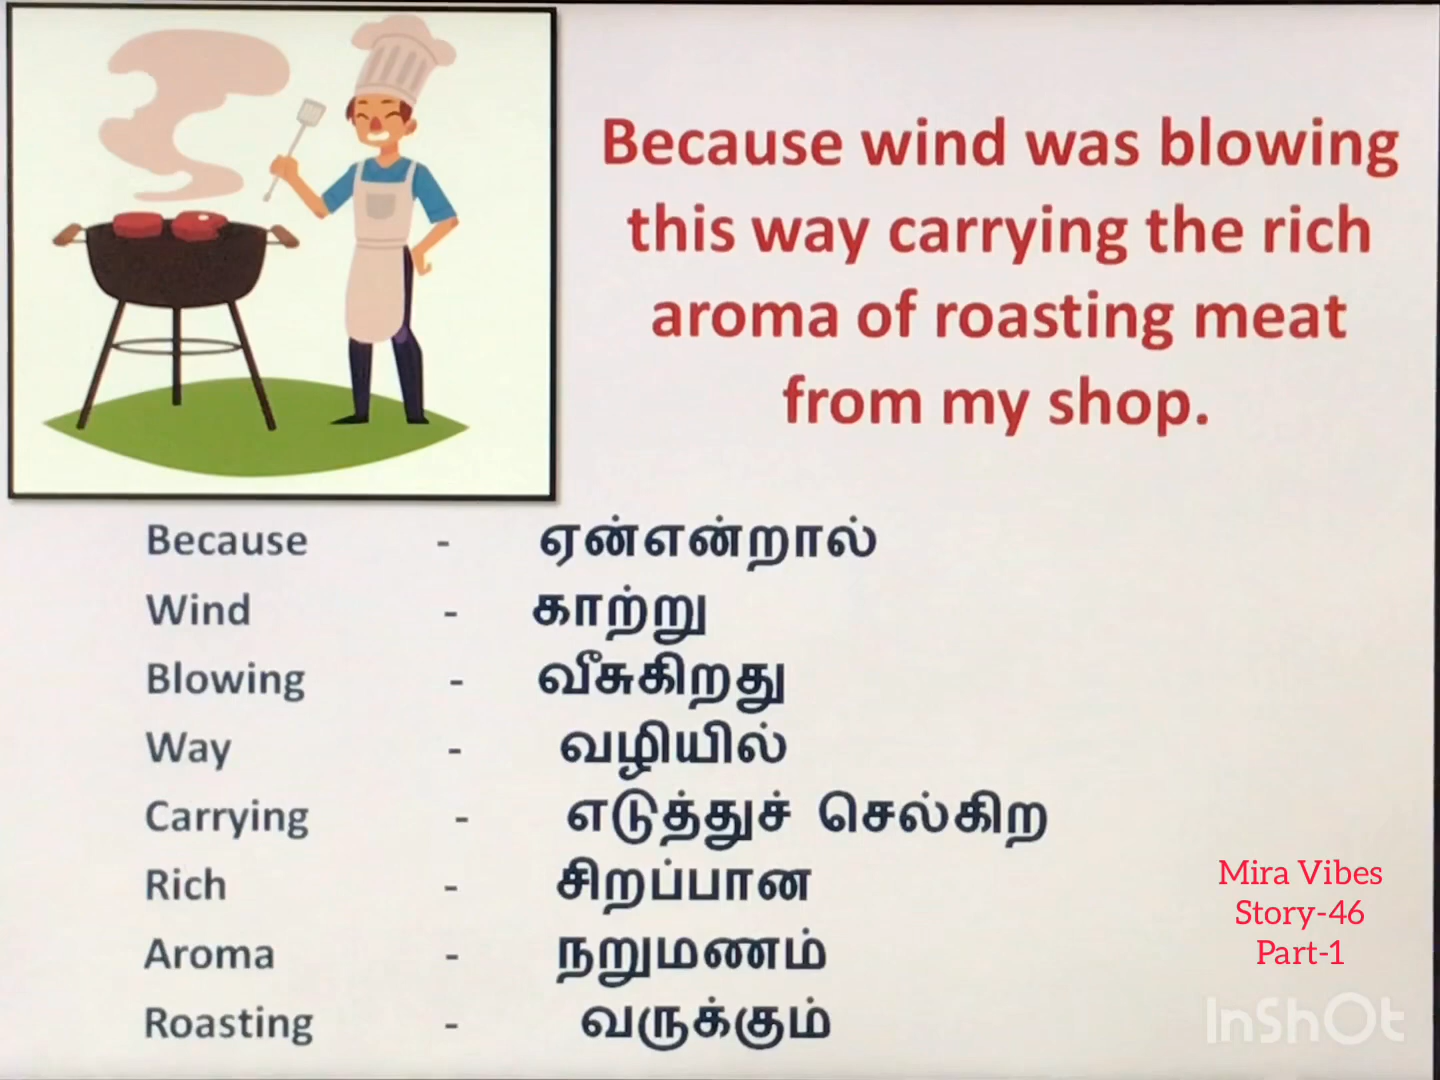 Because wind was blowing
this way carrying the rich
aroma of roasting meat
from my shop.
Because - ஏன்என்றால்
Wind - காற்று
Blowing - வீசுகிறது
Way - வழியில்
Carrying - எடுத்துச் செல்கிற
Rich - சிறப்பான
Aroma - நறுமணம்
Roasting - வருக்கும்
Mira Vibes
Story-46
Part-1
InShOt